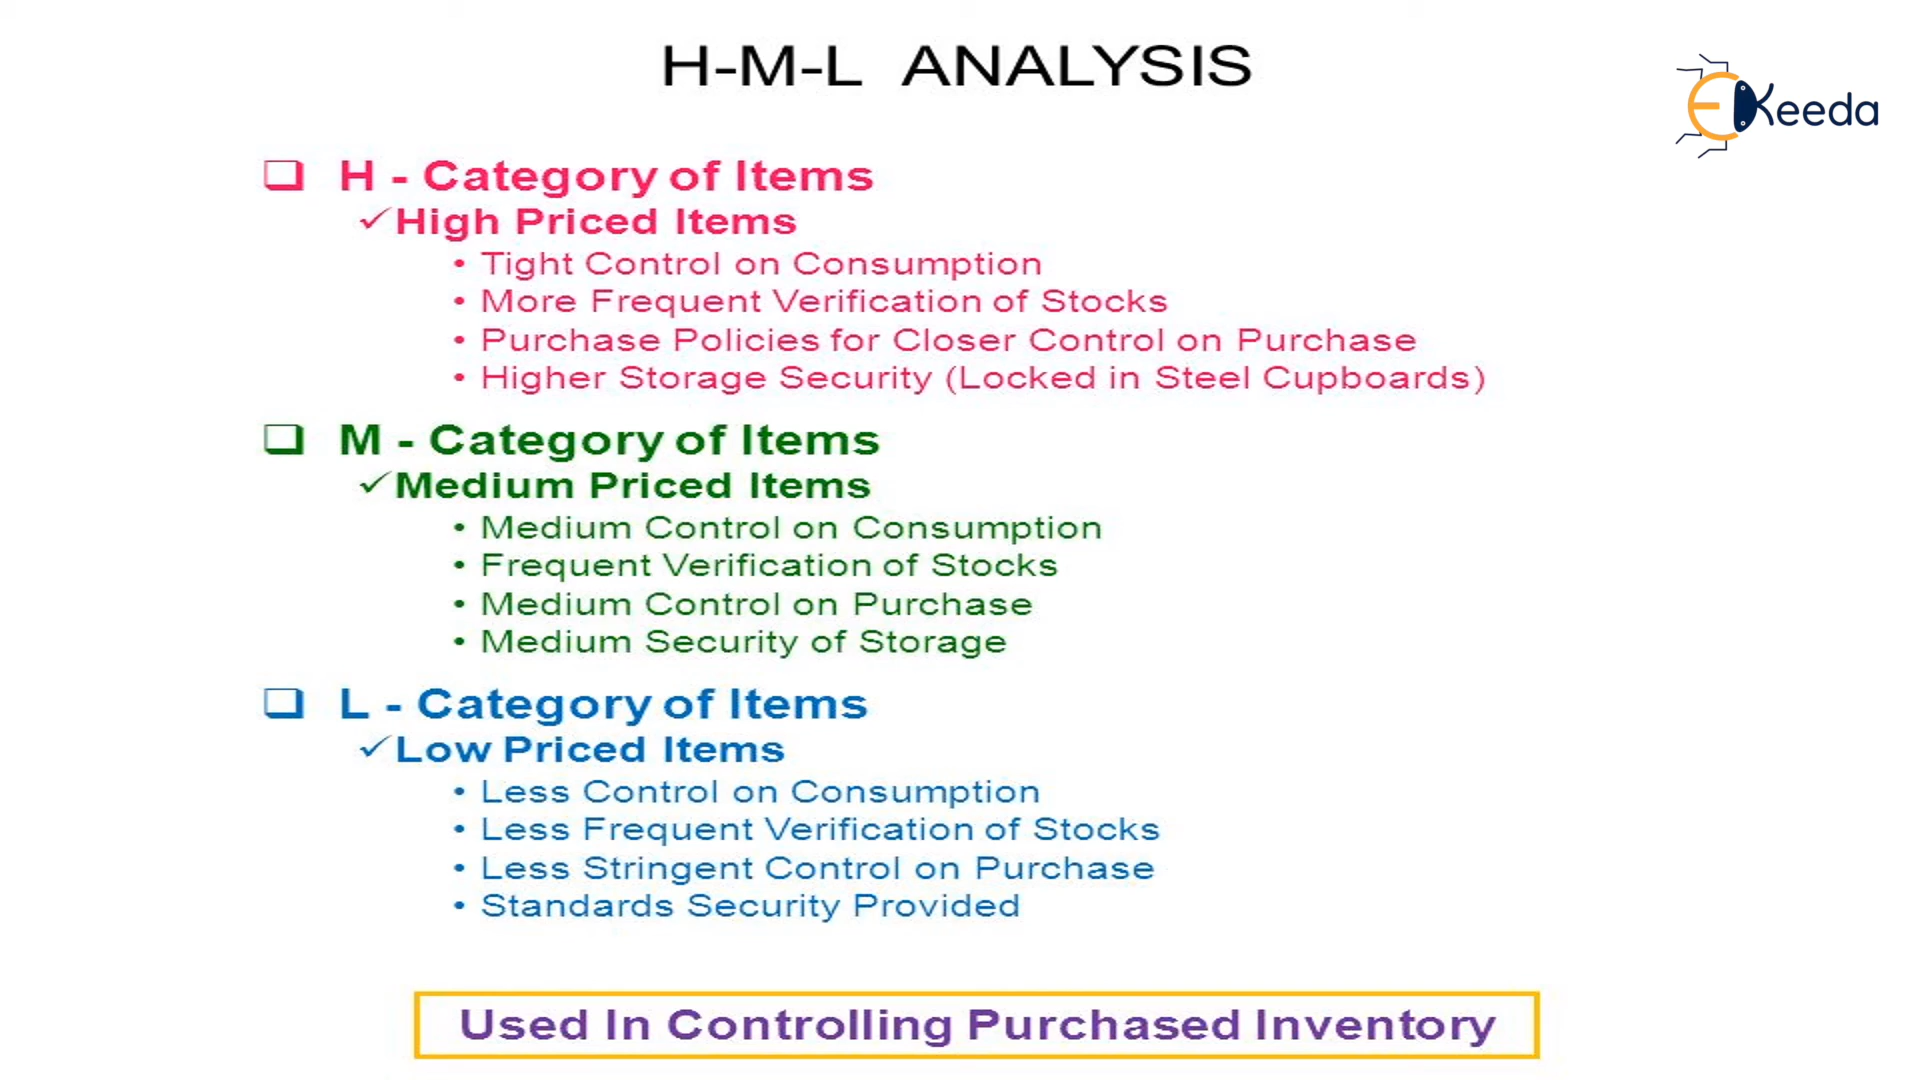 H-M-L ANALYSIS
EKeeda
H - Category of Items
High Priced Items
• Tight Control on Consumption
• More Frequent Verification of Stocks
• Purchase Policies for Closer Control on Purchase
• Higher Storage Security (Locked in Steel Cupboards)
M - Category of Items
Medium Priced Items
• Medium Control on Consumption
• Frequent Verification of Stocks
• Medium Control on Purchase
• Medium Security of Storage
L - Category of Items
Low Priced Items
• Less Control on Consumption
• Less Frequent Verification of Stocks
• Less Stringent Control on Purchase
• Standards Security Provided
Used In Controlling Purchased Inventory